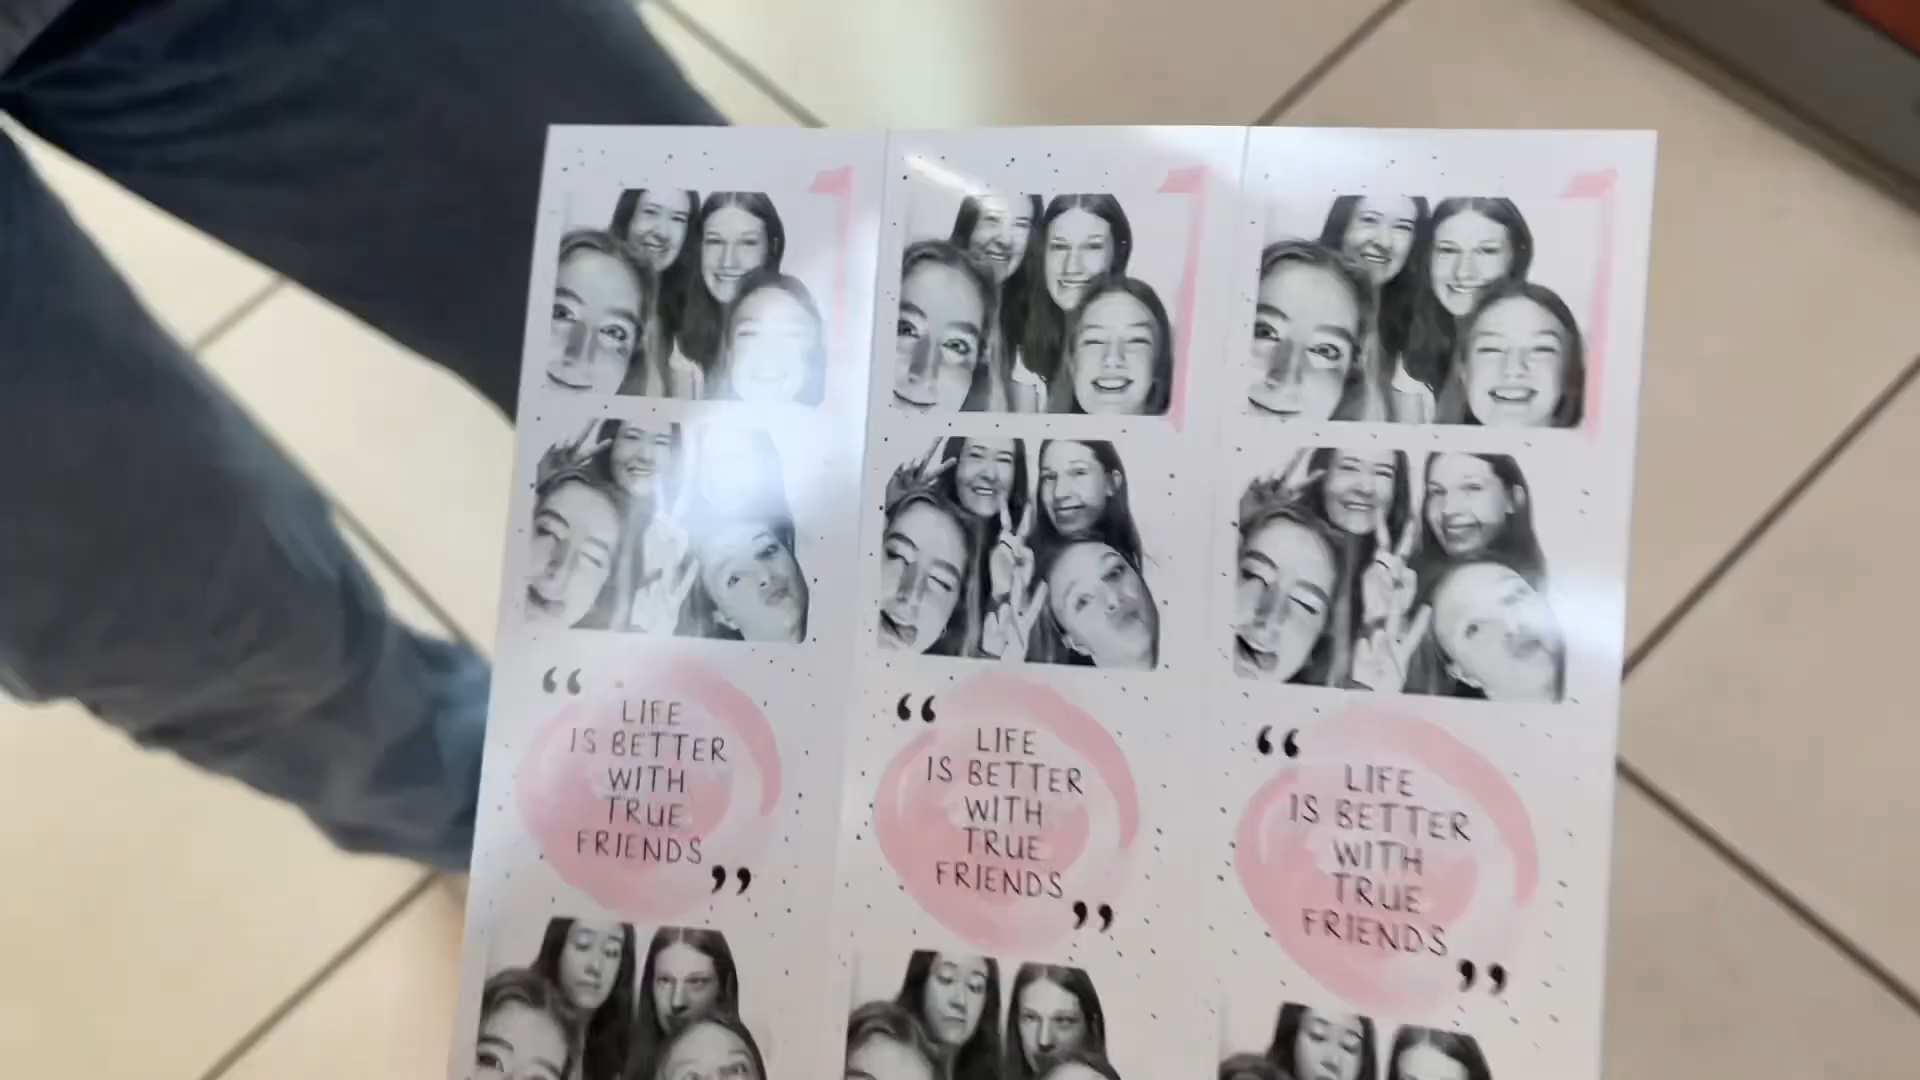 “ LIFE
IS BETTER
WITH
TRUE
FRIENDS ”
“ LIFE
IS BETTER
WITH
TRUE
FRIENDS ”
“ LIFE
IS BETTER
WITH
TRUE
FRIENDS ”